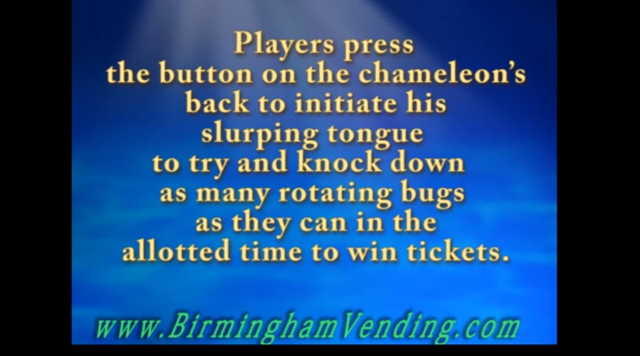 Players press
the button on the chameleon's
back to initiate his
slurping tongue
to try and knock down
as many rotating bugs
as they can in the
allotted time to win tickets.
www.BirminghamVending.com